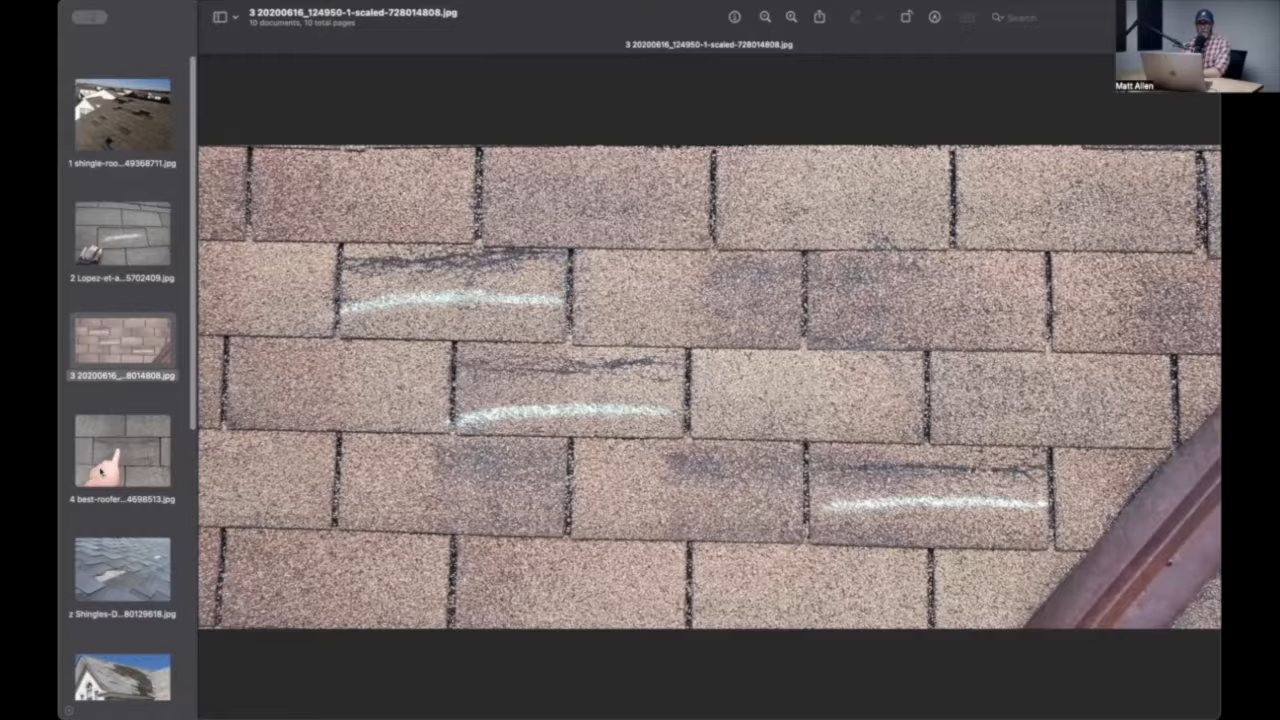 3 20200616_124950-1-scaled-728014808.jpg
10 documents, 10 total pages
Search
3 20200616_124950-1-scaled-728014808.jpg
Matt Allen
1 shingle-roo...49368711.jpg
2 Lopez-et-a...5702409.jpg
3 20200616_...8014808.jpg
4 best-roofer...4698513.jpg
z Shingles-D...80129618.jpg